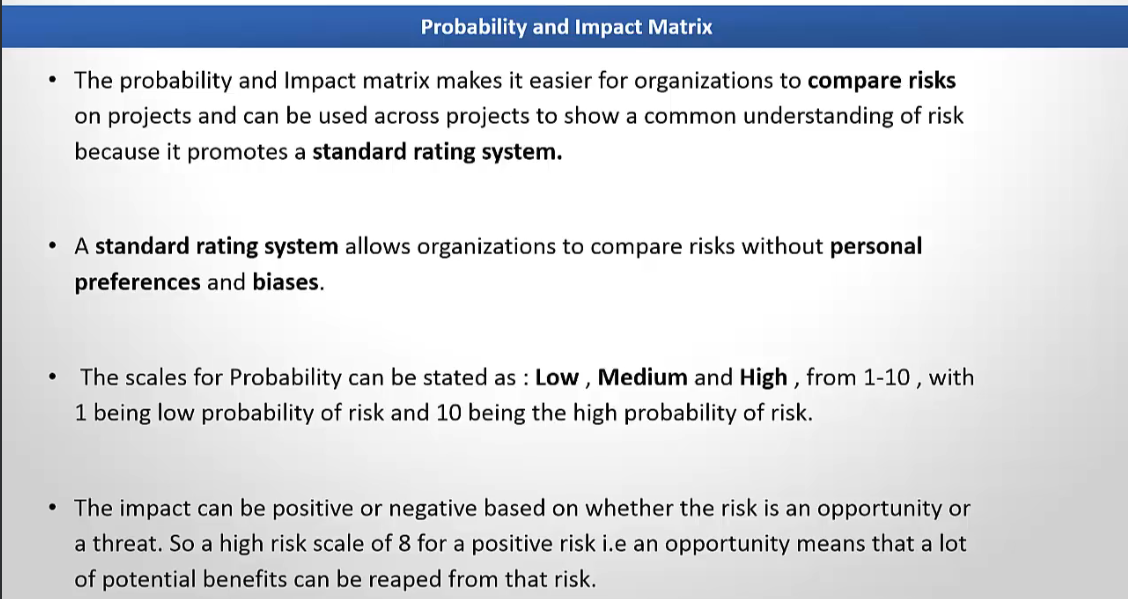 Probability and Impact Matrix
• The probability and Impact matrix makes it easier for organizations to compare risks
on projects and can be used across projects to show a common understanding of risk
because it promotes a standard rating system.
• A standard rating system allows organizations to compare risks without personal
preferences and biases.
• The scales for Probability can be stated as : Low , Medium and High , from 1-10 , with
1 being low probability of risk and 10 being the high probability of risk.
• The impact can be positive or negative based on whether the risk is an opportunity or
a threat. So a high risk scale of 8 for a positive risk i.e an opportunity means that a lot
of potential benefits can be reaped from that risk.